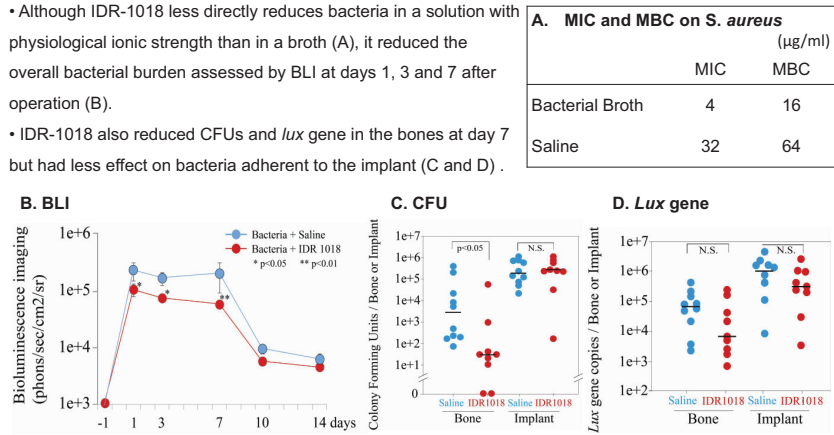 • Although IDR-1018 less directly reduces bacteria in a solution with
physiological ionic strength than in a broth (A), it reduced the
overall bacterial burden assessed by BLI at days 1, 3 and 7 after
operation (B).
• IDR-1018 also reduced CFUs and lux gene in the bones at day 7
but had less effect on bacteria adherent to the implant (C and D) .
A. MIC and MBC on S. aureus
(µg/ml)
MIC MBC
Bacterial Broth 4 16
Saline 32 64
B. BLI
Bioluminescence imaging
(phons/sec/cm2/sr)
1e+6
1e+5
1e+4
1e+3
Bacteria + Saline
Bacteria + IDR 1018
* p<0.05 ** p<0.01
*
*
**
-1 1 3 7 10 14 days
C. CFU
Colony Forming Units / Bone or Implant
1e+7
1e+6
1e+5
1e+4
1e+3
1e+2
1e+1
0
p<0.05
N.S.
Saline IDR1018 Saline IDR1018
Bone Implant
D. Lux gene
Lux gene copies / Bone or Implant
1e+7
1e+6
1e+5
1e+4
1e+3
1e+2
N.S.
N.S.
Saline IDR1018 Saline IDR1018
Bone Implant